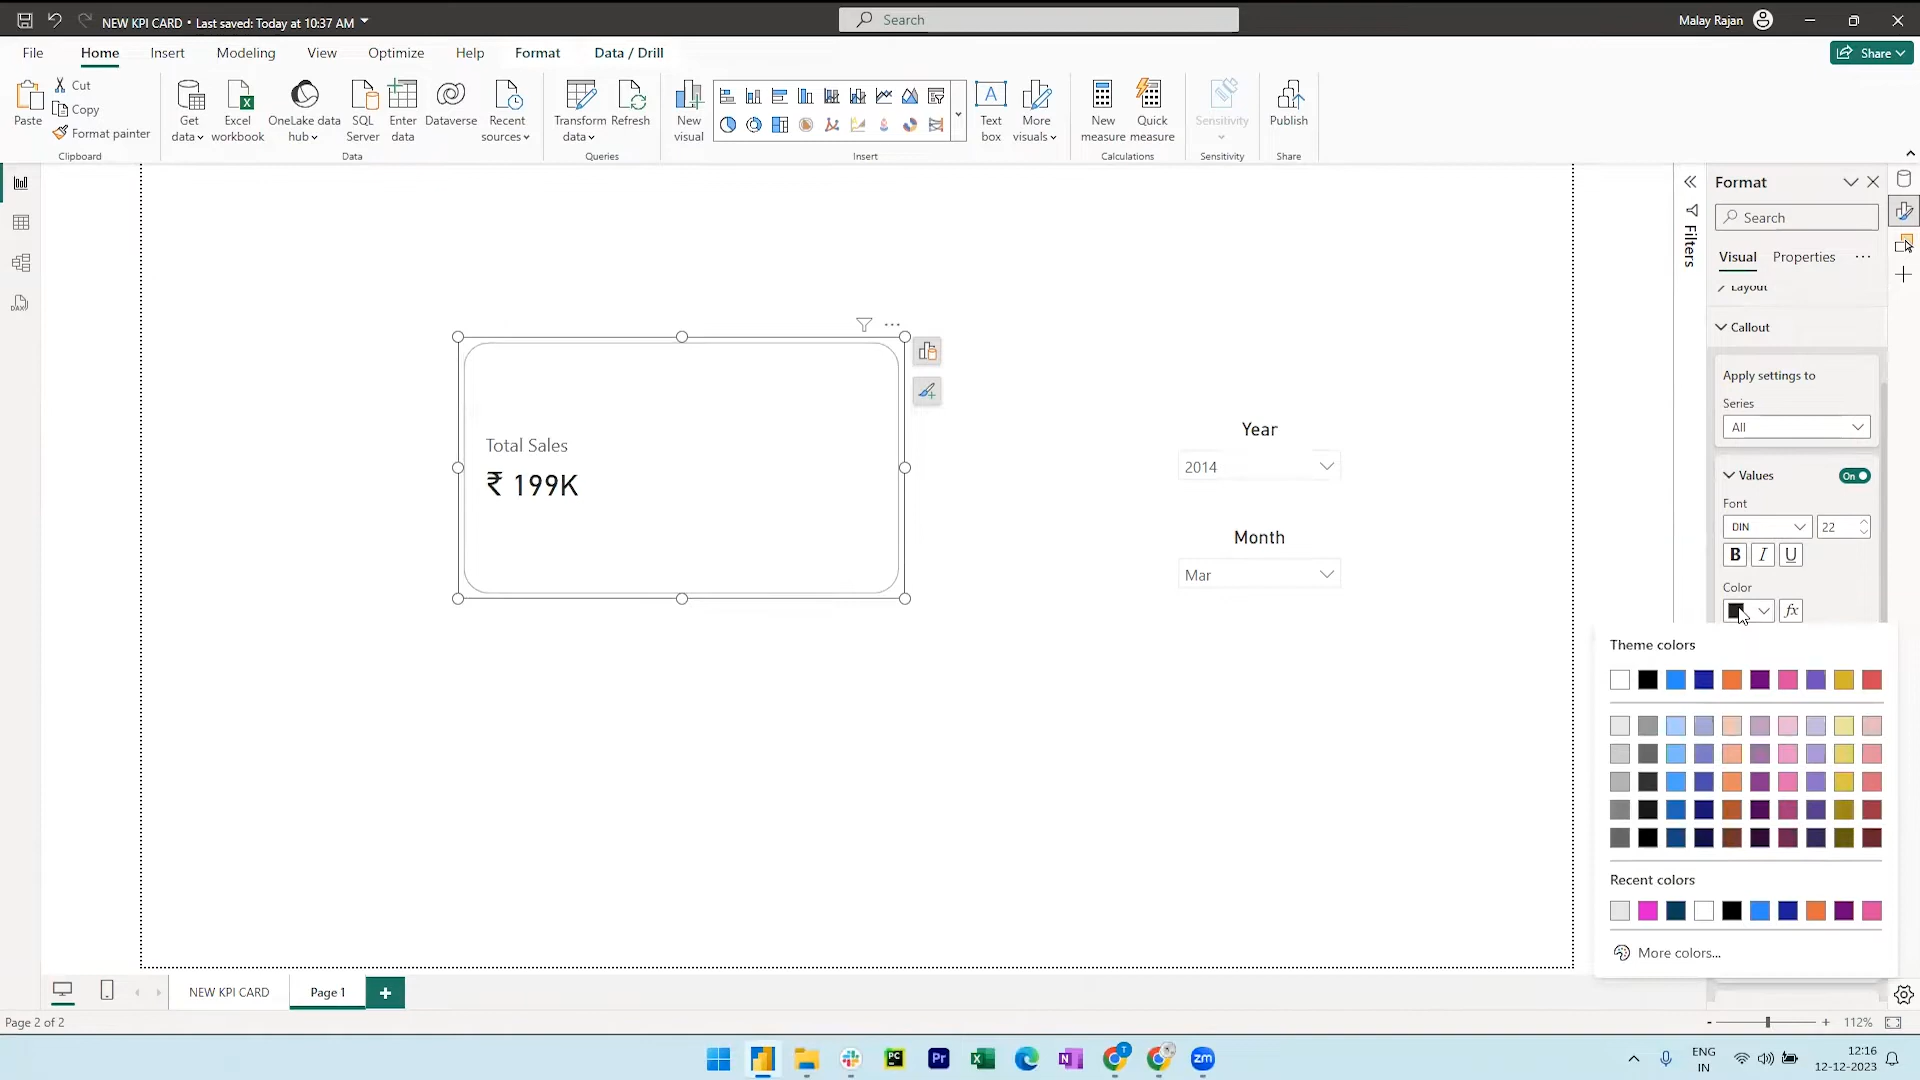 NEW KPI CARD • Last saved: Today at 10:37 AM
Search
Malay Rajan
File Home Insert Modeling View Optimize Help Format Data / Drill
Share
Paste
Cut
Copy
Format painter
Clipboard
Get data
Excel workbook
OneLake data hub
SQL Server
Enter data
Dataverse
Recent sources
Data
Transform data
Refresh
Queries
New visual
A
Text box
More visuals
Insert
New measure
Quick measure
Calculations
Sensitivity
Sensitivity
Publish
Share
DAX
Total Sales
₹ 199K
Year
2014
Month
Mar
Filters
Format
Search
Visual Properties
Layout
Callout
Apply settings to
Series
All
Values
On
Font
DIN 22
B I U
Color
fx
Theme colors
Recent colors
More colors...
NEW KPI CARD Page 1 +
Page 2 of 2
- + 112%
PC
Pr
X
N
T
zm
ENG
IN
12:16
12-12-2023